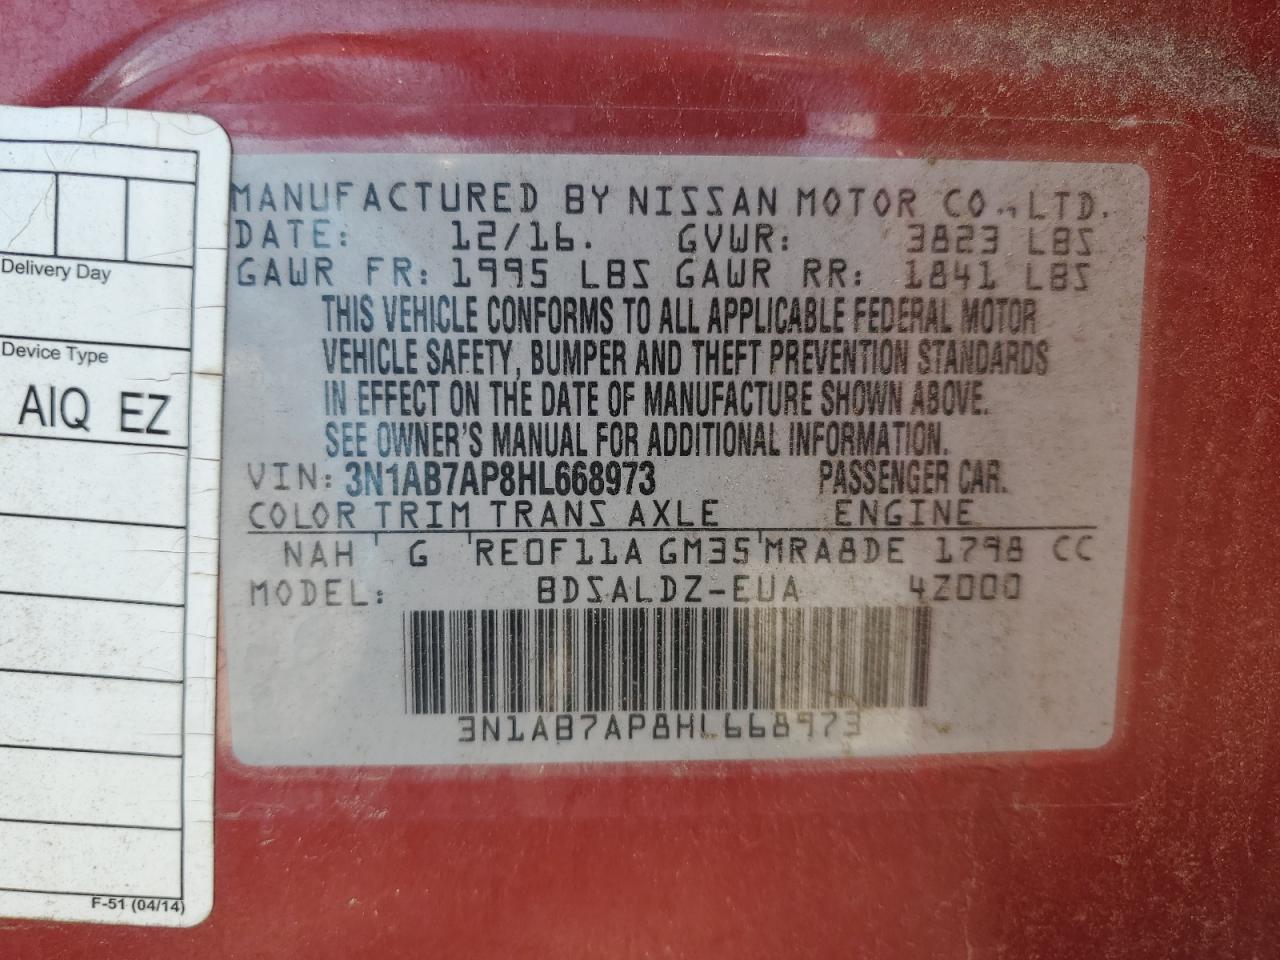 MANUFACTURED BY NISSAN MOTOR CO., LTD.
DATE: 12/16. GVWR: 3823 LBS
GAWR FR: 1995 LBS GAWR RR: 1841 LBS
THIS VEHICLE CONFORMS TO ALL APPLICABLE FEDERAL MOTOR
VEHICLE SAFETY, BUMPER AND THEFT PREVENTION STANDARDS
IN EFFECT ON THE DATE OF MANUFACTURE SHOWN ABOVE.
SEE OWNER'S MANUAL FOR ADDITIONAL INFORMATION.
VIN: 3N1AB7AP8HL668973 PASSENGER CAR.
COLOR TRIM TRANS AXLE ENGINE
NAH G RE0F11A GM35 MRA8DE 1798 CC
MODEL: BDSALDZ-EUA 4Z000
3N1AB7AP8HL668973
Delivery Day
Device Type
AIQ EZ
F-51 (04/14)